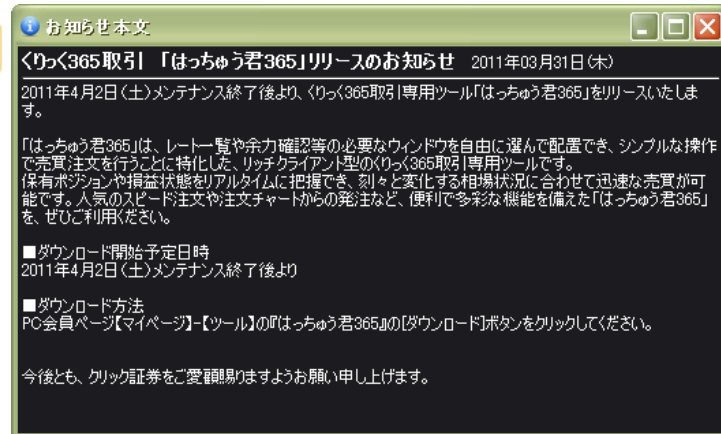 お知らせ本文
くりっく365取引 「はっちゅう君365」リリースのお知らせ 2011年03月31日(木)
2011年4月2日(土)メンテナンス終了後より、くりっく365取引専用ツール「はっちゅう君365」をリリースいたしま
す。
「はっちゅう君365」は、レート一覧や余力確認等の必要なウィンドウを自由に選んで配置でき、シンプルな操作
で売買注文を行うことに特化した、リッチクライアント型のくりっく365取引専用ツールです。
保有ポジションや損益状態をリアルタイムに把握でき、刻々と変化する相場状況に合わせて迅速な売買が可
能です。人気のスピード注文や注文チャートからの発注など、便利で多彩な機能を備えた「はっちゅう君365」
を、ぜひご利用ください。
■ダウンロード開始予定日時
2011年4月2日(土)メンテナンス終了後より
■ダウンロード方法
PC会員ページ【マイページ】-【ツール】の『はっちゅう君365』の[ダウンロード]ボタンをクリックしてください。
今後とも、クリック証券をご愛顧賜りますようお願い申し上げます。